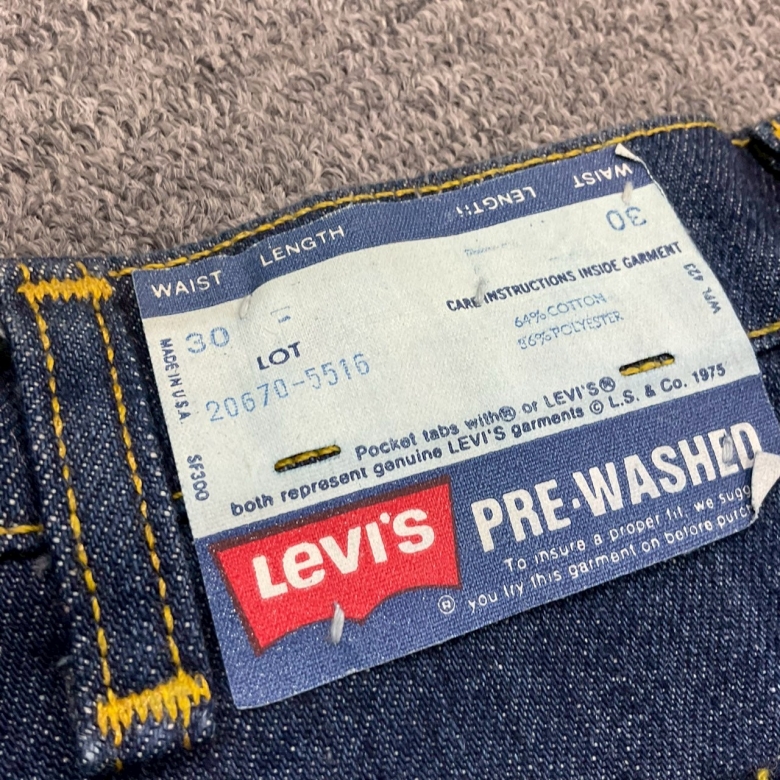 WAIST LENGTH LENGTH WAIST
30 - 30
MADE IN U.S.A.
LOT
20670-5516
SF300
CARE INSTRUCTIONS INSIDE GARMENT
64% COTTON
36% POLYESTER
WPL 423
Pocket tabs with ® or LEVI'S®
both represent genuine LEVI'S garments © L.S. & Co. 1975
LEVI'S
PRE-WASHED
To insure a proper fit, we sugg
® you try this garment on before purc